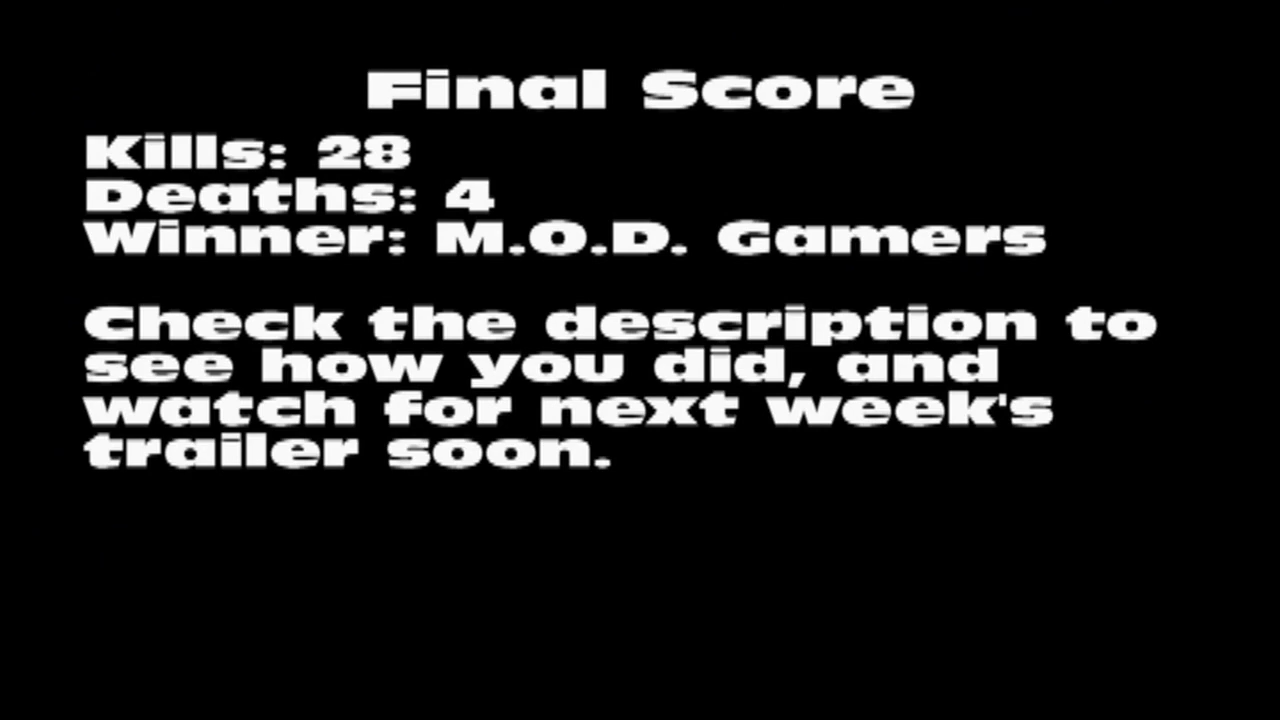 Final Score
Kills: 28
Deaths: 4
Winner: M.O.D. Gamers
Check the description to
see how you did, and
watch for next week's
trailer soon.